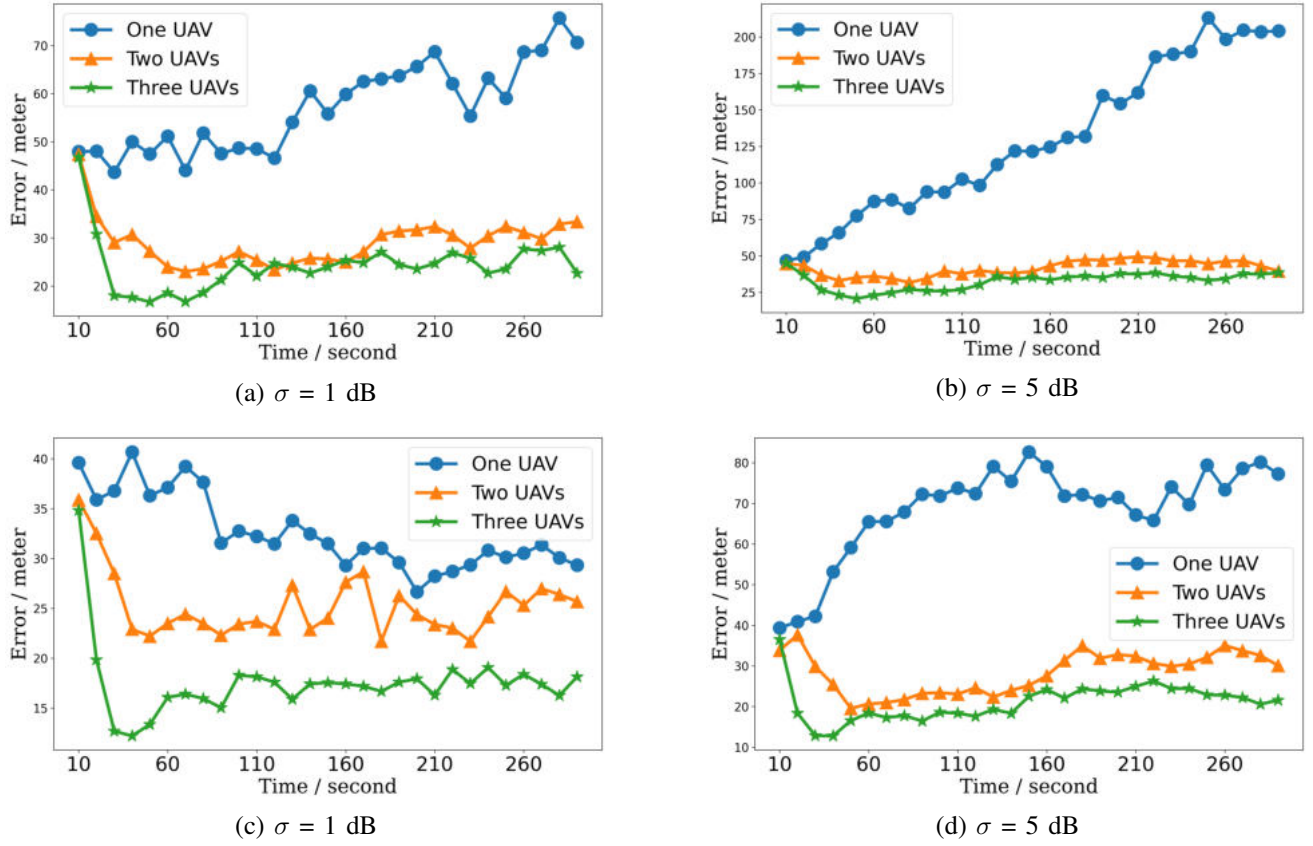 70
60
50
40
30
20
Error / meter
One UAV
Two UAVs
Three UAVs
10 60 110 160 210 260
Time / second
(a) σ = 1 dB
200
175
150
125
100
75
50
25
Error / meter
One UAV
Two UAVs
Three UAVs
10 60 110 160 210 260
Time / second
(b) σ = 5 dB
40
35
30
25
20
15
Error / meter
One UAV
Two UAVs
Three UAVs
10 60 110 160 210 260
Time / second
(c) σ = 1 dB
80
70
60
50
40
30
20
10
Error / meter
One UAV
Two UAVs
Three UAVs
10 60 110 160 210 260
Time / second
(d) σ = 5 dB